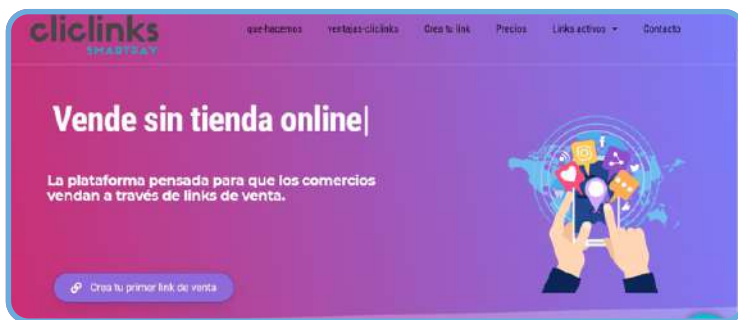 cliclinks
SMARTPAY
que-hacemos ventajas-cliclinks Crea tu link Precios Links activos Contacto
Vende sin tienda online|
La plataforma pensada para que los comercios
vendan a través de links de venta.
Crea tu primer link de venta